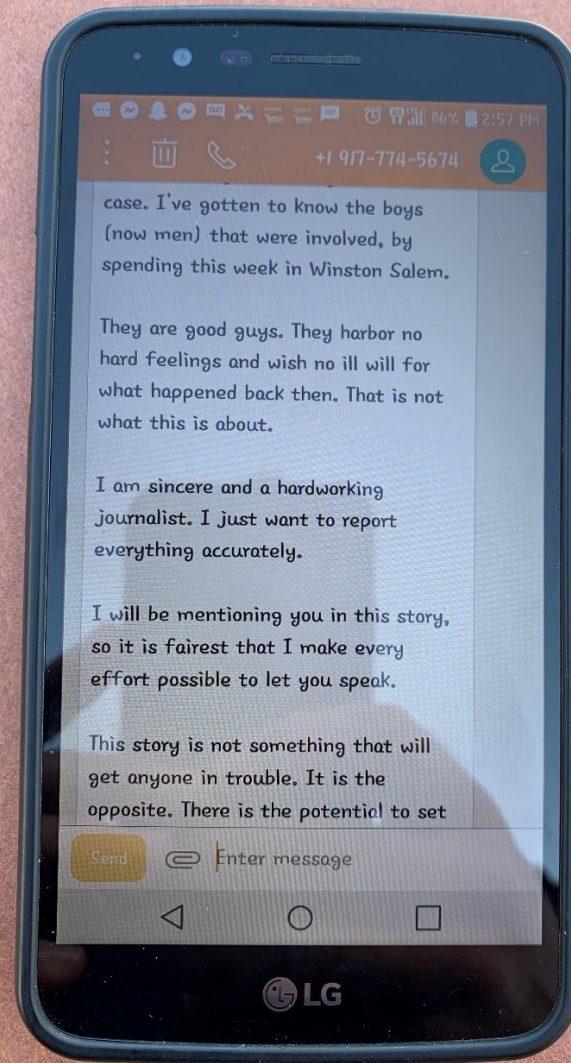 86% 2:57 PM
+1 917-774-5674
case. I've gotten to know the boys
(now men) that were involved, by
spending this week in Winston Salem.
They are good guys. They harbor no
hard feelings and wish no ill will for
what happened back then. That is not
what this is about.
I am sincere and a hardworking
journalist. I just want to report
everything accurately.
I will be mentioning you in this story,
so it is fairest that I make every
effort possible to let you speak.
This story is not something that will
get anyone in trouble. It is the
opposite. There is the potential to set
Send Enter message
LG